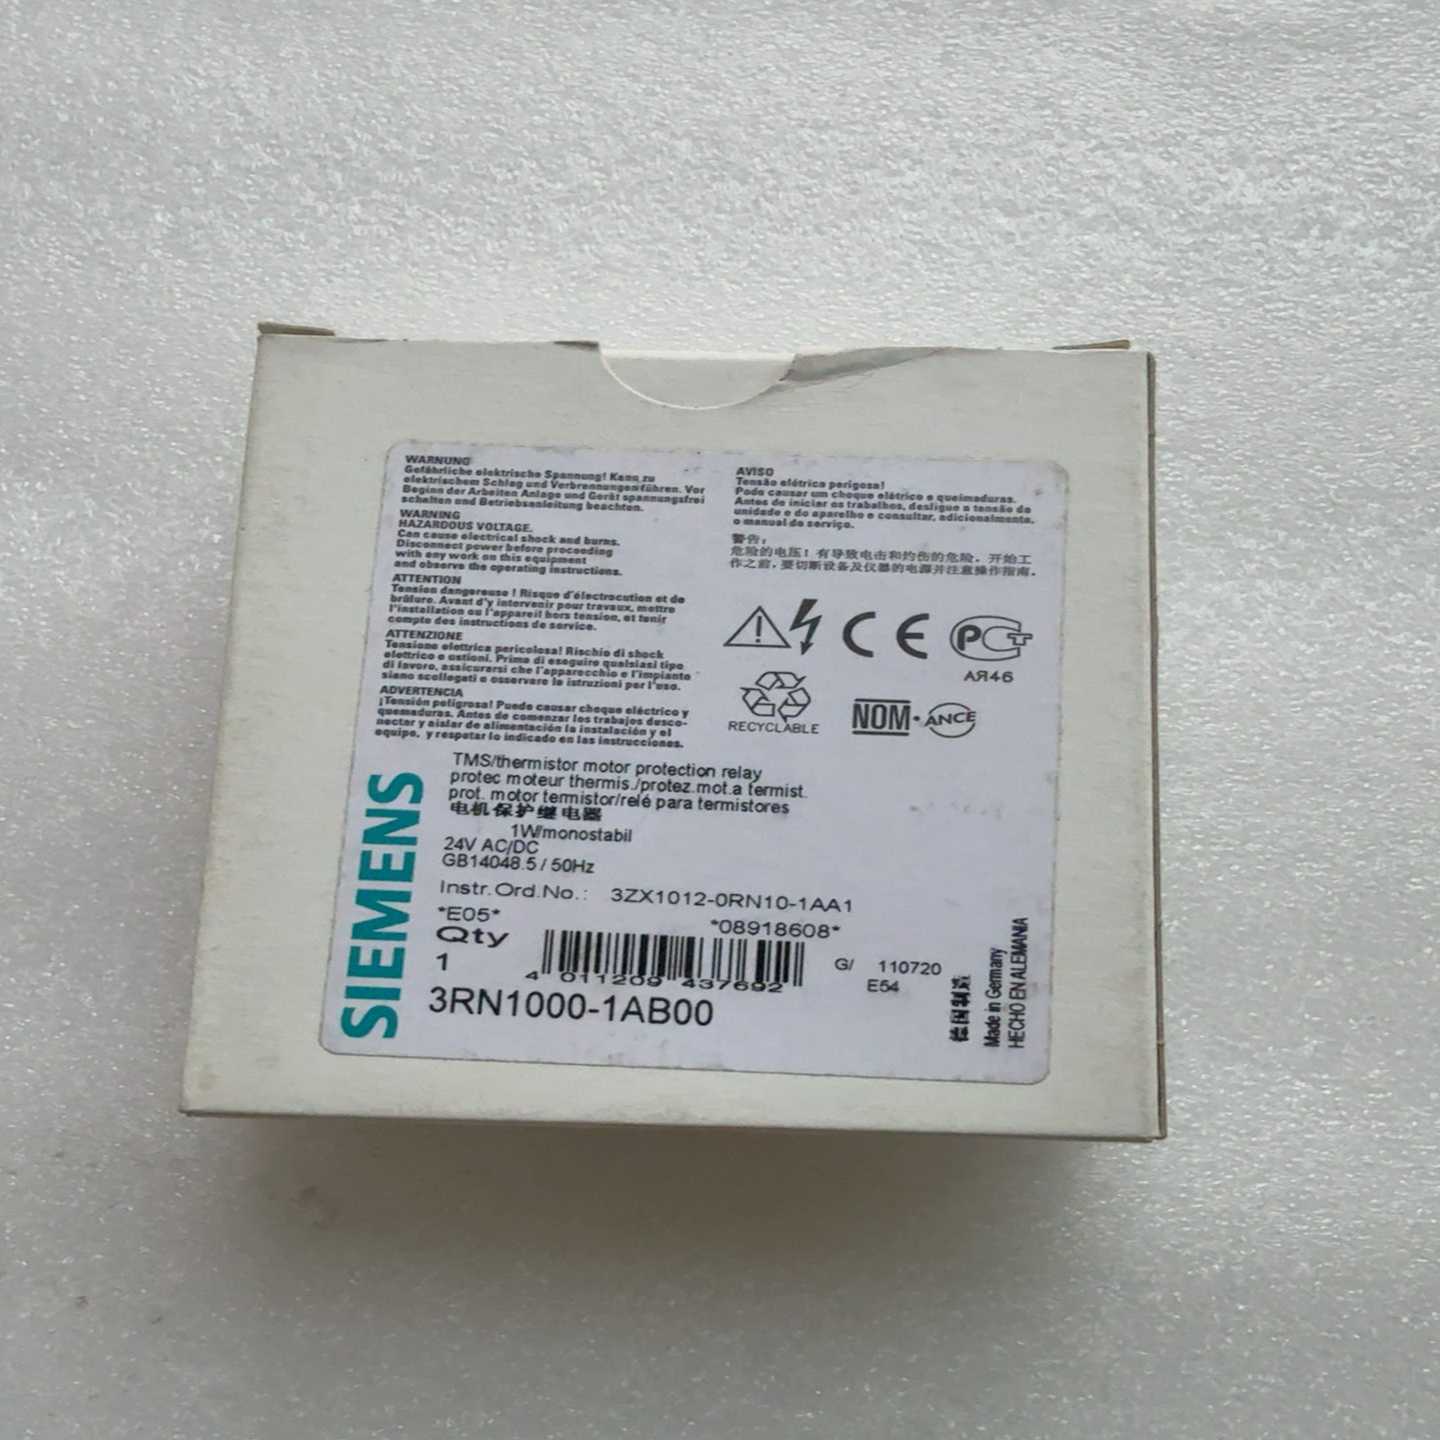 WARNUNG
Gefährliche elektrische Spannung! Kann zu
elektrischem Schlag und Verbrennungen führen. Vor
Beginn der Arbeiten Anlage und Gerät spannungsfrei
schalten und Betriebsanleitung beachten.
WARNING
HAZARDOUS VOLTAGE.
Can cause electrical shock and burns.
Disconnect power before proceeding
with any work on this equipment
and observe the operating instructions.
ATTENTION
Tension dangereuse ! Risque d'électrocution et de
brûlure. Avant d'y intervenir pour travaux, mettre
l'installation ou l'appareil hors tension, et tenir
compte des instructions de service.
ATTENZIONE
Tensione elettrica pericolosa! Rischio di shock
elettrico e ustioni. Prima di eseguire qualsiasi tipo
di lavoro, assicurarsi che l'apparecchio e l'impianto
siano scollegati e osservare le istruzioni per l'uso.
ADVERTENCIA
¡Tensión peligrosa! Puede causar choque eléctrico y
quemaduras. Antes de comenzar los trabajos desco-
nectar y aislar de alimentación la instalación y el
equipo, y respetar lo indicado en las instrucciones.
AVISO
Tensão elétrica perigosa!
Pode causar um choque elétrico e queimaduras.
Antes de iniciar os trabalhos, desligue a tensão da
unidade e do aparelho e consultar, adicionalmente,
o manual do serviço.
警告：
危险的电压！有导致电击和灼伤的危险。开始工
作之前，要切断设备及仪器的电源并注意操作指南。
CE
PCT
АЯ46
RECYCLABLE
NOM·ANCE
SIEMENS
TMS/thermistor motor protection relay
protec moteur thermis./protez.mot.a termist.
prot. motor termistor/relé para termistores
电机保护继电器
1W/monostabil
24V AC/DC
GB14048.5 / 50Hz
Instr.Ord.No.: 3ZX1012-0RN10-1AA1
*E05*
*08918608*
Qty
1
4 011209 437692
G/ 110720
E54
3RN1000-1AB00
德国制造
Made in Germany
HECHO EN ALEMANIA